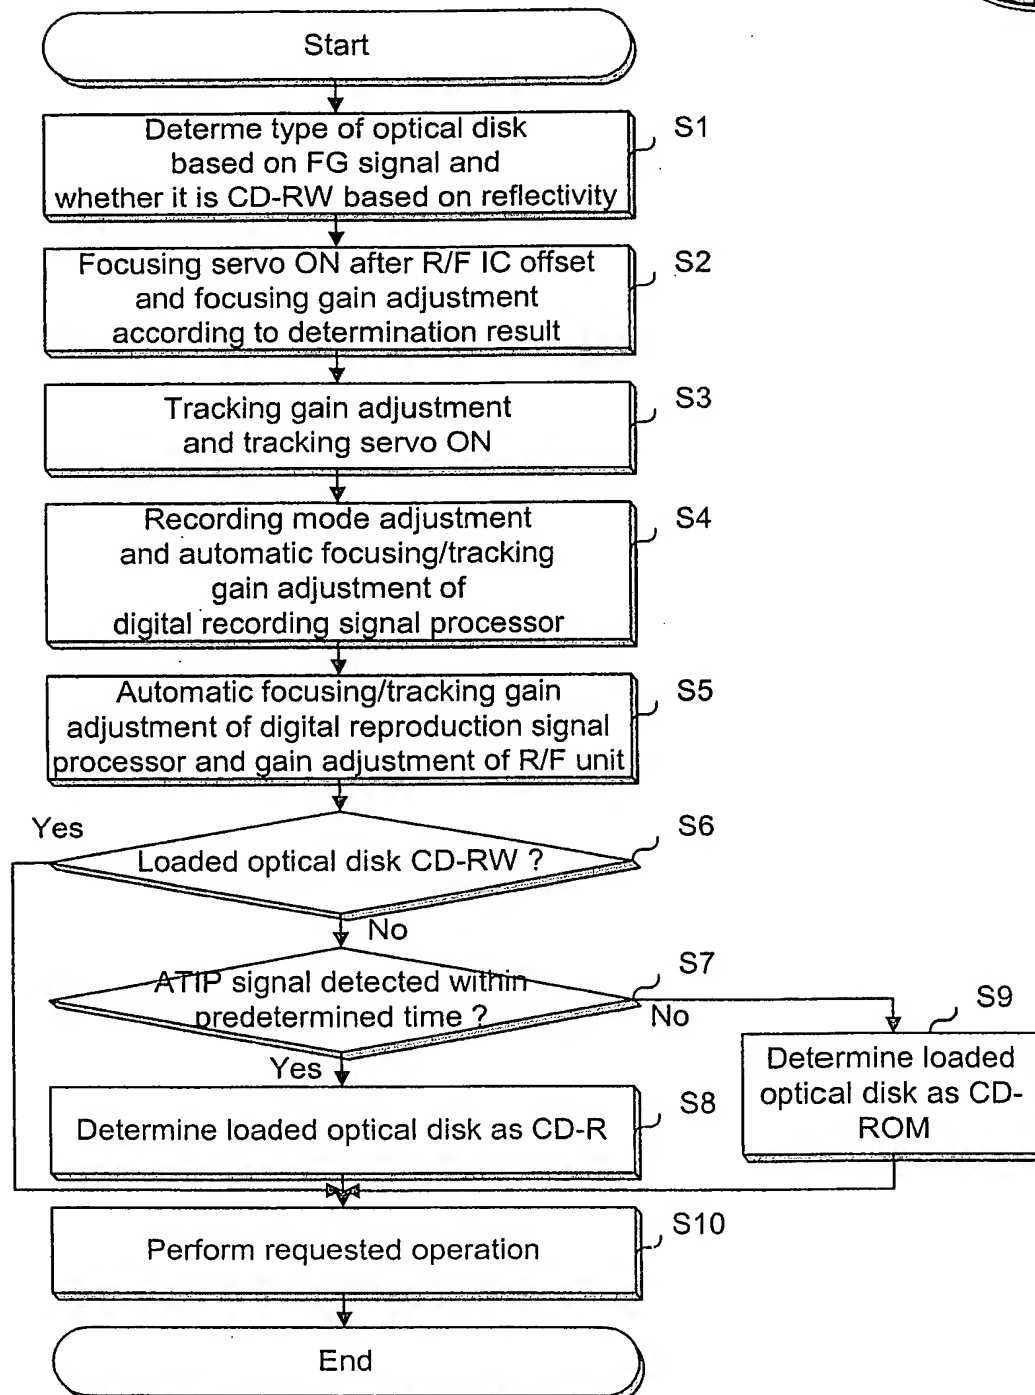 Start
Determe type of optical disk
based on FG signal and
whether it is CD-RW based on reflectivity
S1
Focusing servo ON after R/F IC offset
and focusing gain adjustment
according to determination result
S2
Tracking gain adjustment
and tracking servo ON
S3
Recording mode adjustment
and automatic focusing/tracking
gain adjustment of
digital recording signal processor
S4
Automatic focusing/tracking gain
adjustment of digital reproduction signal
processor and gain adjustment of R/F unit
S5
Yes
Loaded optical disk CD-RW ?
S6
No
ATIP signal detected within
predetermined time ?
S7
No
Yes
S9
Determine loaded
optical disk as CD-
ROM
Determine loaded optical disk as CD-R
S8
Perform requested operation
S10
End